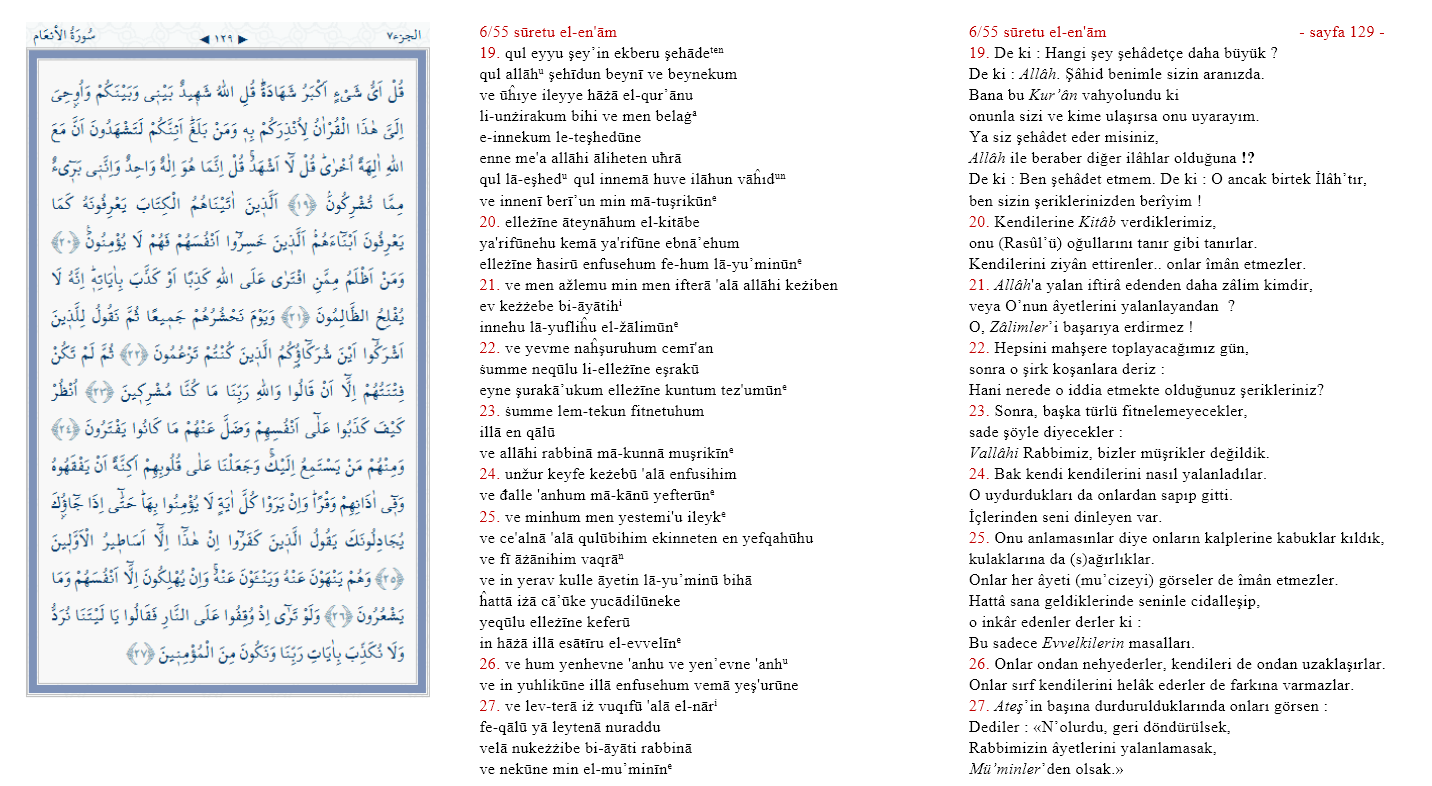 الجزء٧
◀ ١٢٩ ▶
سُورَةُ الْأَنْعَام
قُلْ اَیُّ شَیْءٍ اَكْبَرُ شَهَادَةًؕ قُلِ اللّٰهُ شَهٖیدٌ بَیْنٖی وَبَیْنَكُمْ وَاُو۫حِیَ
اِلَیَّ هٰذَا الْقُرْاٰنُ لِاُنْذِرَكُمْ بِهٖ وَمَنْ بَلَغَؕ اَئِنَّكُمْ لَتَشْهَدُونَ اَنَّ مَعَ
اللّٰهِ اٰلِهَةً اُخْرٰیؕ قُلْ لَٓا اَشْهَدُۚ قُلْ اِنَّمَا هُوَ اِلٰهٌ وَاحِدٌ وَاِنَّنٖی بَرٖٓیءٌ
مِمَّا تُشْرِكُونَۘ ﴿١٩﴾ اَلَّذٖینَ اٰتَیْنَاهُمُ الْكِتَابَ یَعْرِفُونَهُ كَمَا
یَعْرِفُونَ اَبْنَٓاءَهُمْۘ اَلَّذٖینَ خَسِرُٓوا اَنْفُسَهُمْ فَهُمْ لَا یُؤْمِنُونَ۟ ﴿٢٠﴾
وَمَنْ اَظْلَمُ مِمَّنِ افْتَرٰی عَلَی اللّٰهِ كَذِبًا اَوْ كَذَّبَ بِاٰیَاتِهٖؕ اِنَّهُ لَا
یُفْلِحُ الظَّالِمُونَ ﴿٢١﴾ وَیَوْمَ نَحْشُرُهُمْ جَمٖیعًا ثُمَّ نَقُولُ لِلَّذٖینَ
اَشْرَكُٓوا اَیْنَ شُرَكَٓاؤُ۬كُمُ الَّذٖینَ كُنْتُمْ تَزْعُمُونَ ﴿٢٢﴾ ثُمَّ لَمْ تَكُنْ
فِتْنَتُهُمْ اِلَّٓا اَنْ قَالُوا وَاللّٰهِ رَبِّنَا مَا كُنَّا مُشْرِكٖینَ ﴿٢٣﴾ اُنْظُرْ
كَیْفَ كَذَبُوا عَلٰٓی اَنْفُسِهِمْ وَضَلَّ عَنْهُمْ مَا كَانُوا یَفْتَرُونَ ﴿٢٤﴾
وَمِنْهُمْ مَنْ یَسْتَمِعُ اِلَیْكَۚ وَجَعَلْنَا عَلٰی قُلُوبِهِمْ اَكِنَّةً اَنْ یَفْقَهُوهُ
وَفٖٓی اٰذَانِهِمْ وَقْرًاؕ وَاِنْ یَرَوْا كُلَّ اٰیَةٍ لَا یُؤْمِنُوا بِهَاؕ حَتّٰٓی اِذَا جَٓاؤُ۫كَ
یُجَادِلُونَكَ یَقُولُ الَّذٖینَ كَفَرُٓوا اِنْ هٰذَٓا اِلَّٓا اَسَاطٖیرُ الْاَوَّلٖینَ
﴿٢٥﴾ وَهُمْ یَنْهَوْنَ عَنْهُ وَیَنْـَٔوْنَ عَنْهُۚ وَاِنْ یُهْلِكُونَ اِلَّٓا اَنْفُسَهُمْ وَمَا
یَشْعُرُونَ ﴿٢٦﴾ وَلَوْ تَرٰٓی اِذْ وُقِفُوا عَلَی النَّارِ فَقَالُوا یَا لَیْتَنَا نُرَدُّ
وَلَا نُكَذِّبَ بِاٰیَاتِ رَبِّنَا وَنَكُونَ مِنَ الْمُؤْمِنٖینَ ﴿٢٧﴾
6/55 sūretu el-en'ām
19. qul eyyu şey’in ekberu şehādeᵗᵉⁿ
qul allāhᵘ şehīdun beynī ve beynekum
ve ūĥıye ileyye hāżā el-qur’ānu
li-unżirakum bihi ve men belaġᵃ
e-innekum le-teşhedūne
enne me'a allāhi āliheten uħrā
qul lā-eşhedᵘ qul innemā huve ilāhun vāĥıdᵘⁿ
ve innenī berī’un min mā-tuşrikūnᵉ
20. elleżīne āteynāhum el-kitābe
ya'rifūnehu kemā ya'rifūne ebnā’ehum
elleżīne ħasirū enfusehum fe-hum lā-yu’minūnᵉ
21. ve men ažlemu min men ifterā 'alā allāhi keżiben
ev keżżebe bi-āyātihⁱ
innehu lā-yufliĥu el-žālimūnᵉ
22. ve yevme naĥşuruhum cemī'an
ṡumme neqūlu li-elleżīne eşrakū
eyne şurakā’ukum elleżīne kuntum tez'umūnᵉ
23. ṡumme lem-tekun fitnetuhum
illā en qālū
ve allāhi rabbinā mā-kunnā muşrikīnᵉ
24. unžur keyfe keżebū 'alā enfusihim
ve đalle 'anhum mā-kānū yefterūnᵉ
25. ve minhum men yestemi'u ileykᵉ
ve ce'alnā 'alā qulūbihim ekinneten en yefqahūhu
ve fī āżānihim vaqrāⁿ
ve in yerav kulle āyetin lā-yu’minū bihā
ĥattā iżā cā’ūke yucādilūneke
yeqūlu elleżīne keferū
in hāżā illā esāŧīru el-evvelīnᵉ
26. ve hum yenhevne 'anhu ve yen’evne 'anhᵘ
ve in yuhlikūne illā enfusehum vemā yeş'urūne
27. ve lev-terā iż vuqıfū 'alā el-nārⁱ
fe-qālū yā leytenā nuraddu
velā nukeżżibe bi-āyāti rabbinā
ve nekūne min el-mu’minīnᵉ
6/55 sūretu el-en'ām - sayfa 129 -
19. De ki : Hangi şey şehâdetçe daha büyük ?
De ki : Allâh. Şâhid benimle sizin aranızda.
Bana bu Kur’ân vahyolundu ki
onunla sizi ve kime ulaşırsa onu uyarayım.
Ya siz şehâdet eder misiniz,
Allâh ile beraber diğer ilâhlar olduğuna !?
De ki : Ben şehâdet etmem. De ki : O ancak birtek İlâh’tır,
ben sizin şeriklerinizden berîyim !
20. Kendilerine Kitâb verdiklerimiz,
onu (Rasûl’ü) oğullarını tanır gibi tanırlar.
Kendilerini ziyân ettirenler.. onlar îmân etmezler.
21. Allâh'a yalan iftirâ edenden daha zâlim kimdir,
veya O’nun âyetlerini yalanlayandan ?
O, Zâlimler’i başarıya erdirmez !
22. Hepsini mahşere toplayacağımız gün,
sonra o şirk koşanlara deriz :
Hani nerede o iddia etmekte olduğunuz şerikleriniz?
23. Sonra, başka türlü fitnelemeyecekler,
sade şöyle diyecekler :
Vallâhi Rabbimiz, bizler müşrikler değildik.
24. Bak kendi kendilerini nasıl yalanladılar.
O uydurdukları da onlardan sapıp gitti.
İçlerinden seni dinleyen var.
25. Onu anlamasınlar diye onların kalplerine kabuklar kıldık,
kulaklarına da (s)ağırlıklar.
Onlar her âyeti (mu’cizeyi) görseler de îmân etmezler.
Hattâ sana geldiklerinde seninle cidalleşip,
o inkâr edenler derler ki :
Bu sadece Evvelkilerin masalları.
26. Onlar ondan nehyederler, kendileri de ondan uzaklaşırlar.
Onlar sırf kendilerini helâk ederler de farkına varmazlar.
27. Ateş’in başına durdurulduklarında onları görsen :
Dediler : «N’olurdu, geri döndürülsek,
Rabbimizin âyetlerini yalanlamasak,
Mü’minler’den olsak.»